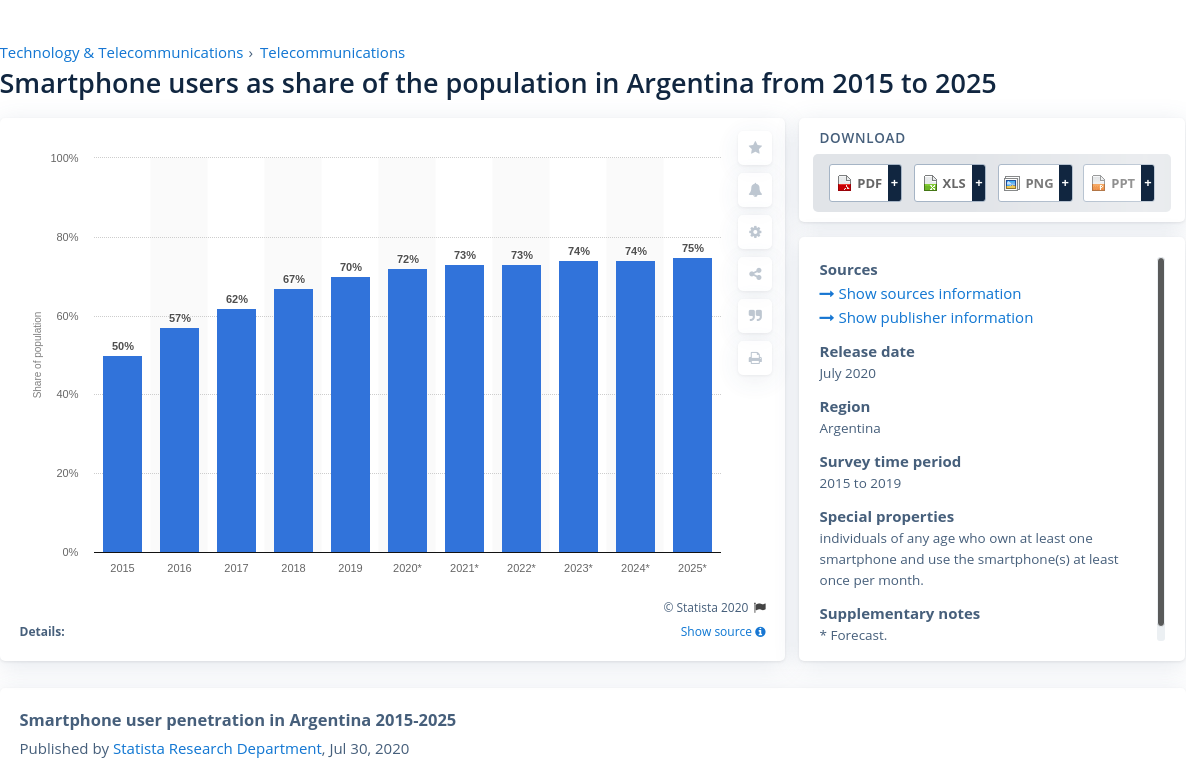 Technology & Telecommunications › Telecommunications
Smartphone users as share of the population in Argentina from 2015 to 2025
100%
80%
60%
40%
20%
0%
Share of population
50%
57%
62%
67%
70%
72%
73%
73%
74%
74%
75%
2015
2016
2017
2018
2019
2020*
2021*
2022*
2023*
2024*
2025*
© Statista 2020
Details:
Show source
DOWNLOAD
PDF +
XLS +
PNG +
PPT +
Sources
Show sources information
Show publisher information
Release date
July 2020
Region
Argentina
Survey time period
2015 to 2019
Special properties
individuals of any age who own at least one
smartphone and use the smartphone(s) at least
once per month.
Supplementary notes
* Forecast.
Smartphone user penetration in Argentina 2015-2025
Published by Statista Research Department, Jul 30, 2020